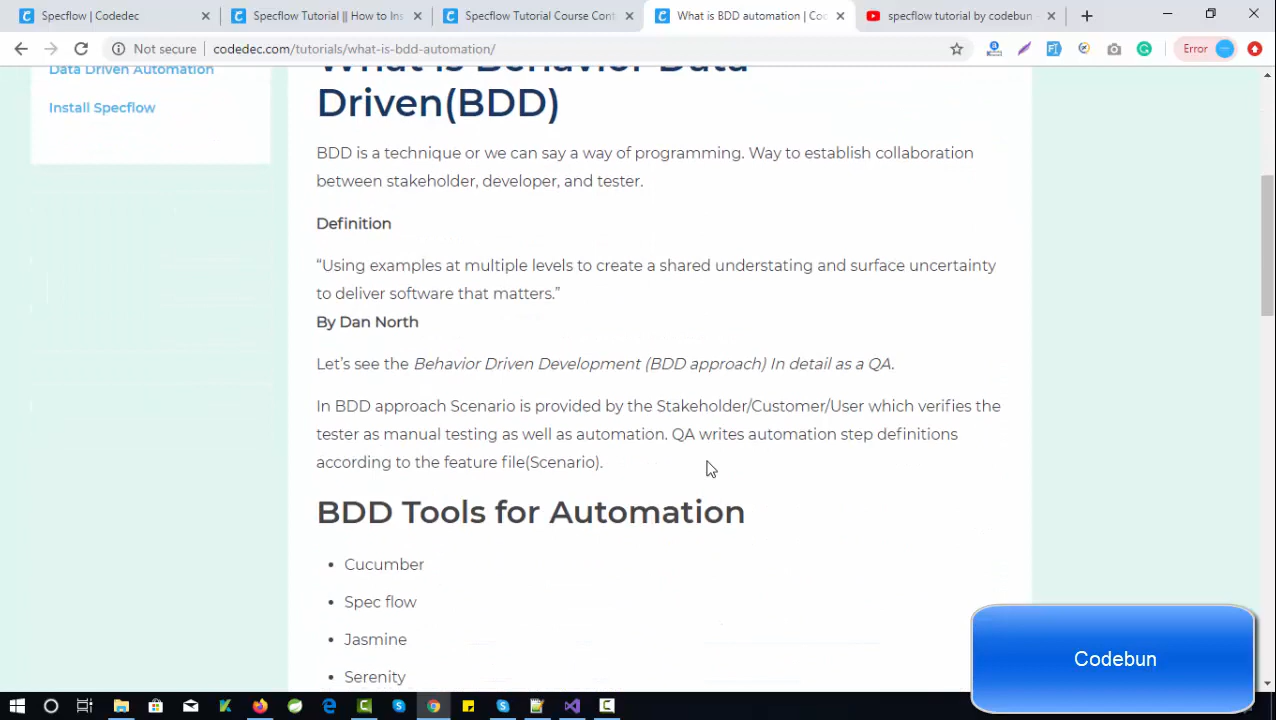 Specflow | Codedec
Specflow Tutorial || How to Ins
Specflow Tutorial Course Cont
What is BDD automation | Co
specflow tutorial by codebun
Not secure
codedec.com/tutorials/what-is-bdd-automation/
Error
Data Driven Automation
Install Specflow
What is Behavior Data
Driven(BDD)
BDD is a technique or we can say a way of programming. Way to establish collaboration
between stakeholder, developer, and tester.
Definition
“Using examples at multiple levels to create a shared understating and surface uncertainty
to deliver software that matters.”
By Dan North
Let’s see the Behavior Driven Development (BDD approach) In detail as a QA.
In BDD approach Scenario is provided by the Stakeholder/Customer/User which verifies the
tester as manual testing as well as automation. QA writes automation step definitions
according to the feature file(Scenario).
BDD Tools for Automation
• Cucumber
• Spec flow
• Jasmine
• Serenity
Codebun